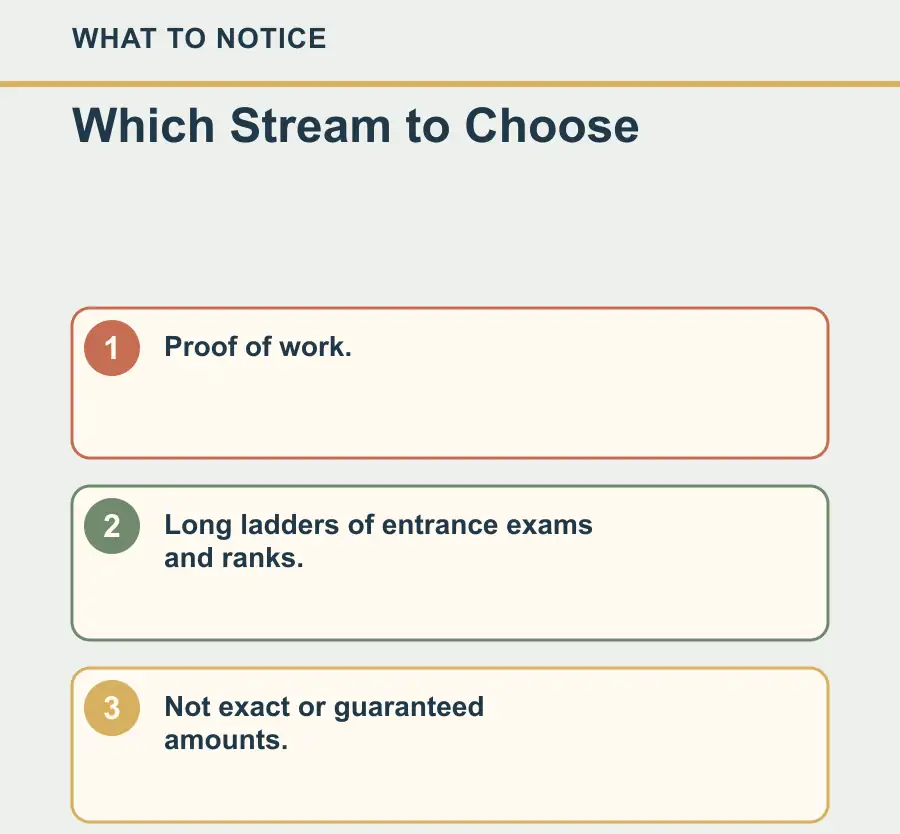 WHAT TO NOTICE
Which Stream to Choose
1 Proof of work.
2 Long ladders of entrance exams
and ranks.
3 Not exact or guaranteed
amounts.